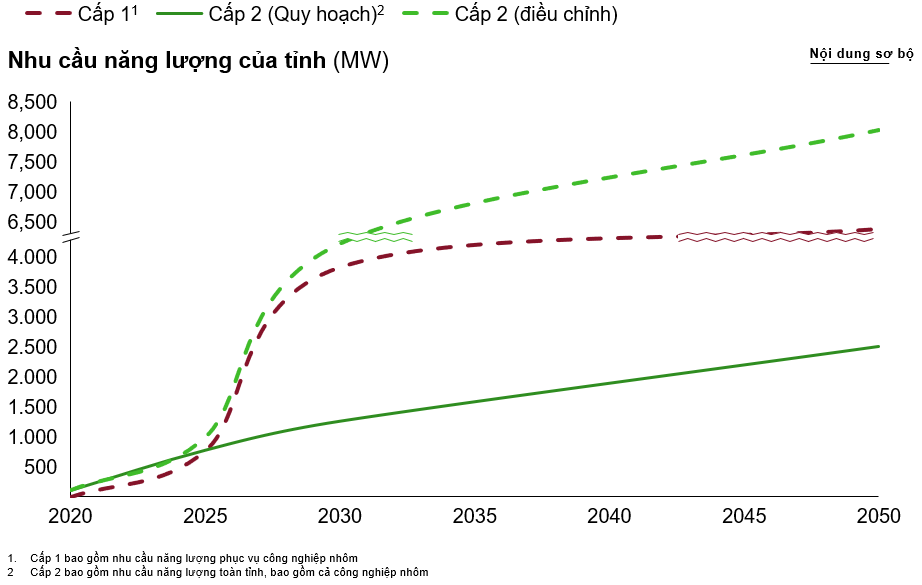 Cấp 1¹ Cấp 2 (Quy hoạch)² Cấp 2 (điều chỉnh)
Nhu cầu năng lượng của tỉnh (MW)
Nội dung sơ bộ
8,500
8,000
7,500
7,000
6,500
4.000
3.500
3.000
2.500
2.000
1.500
1.000
500
2020 2025 2030 2035 2040 2045 2050
1. Cấp 1 bao gồm nhu cầu năng lượng phục vụ công nghiệp nhôm
2 Cấp 2 bao gồm nhu cầu năng lượng toàn tỉnh, bao gồm cả công nghiệp nhôm